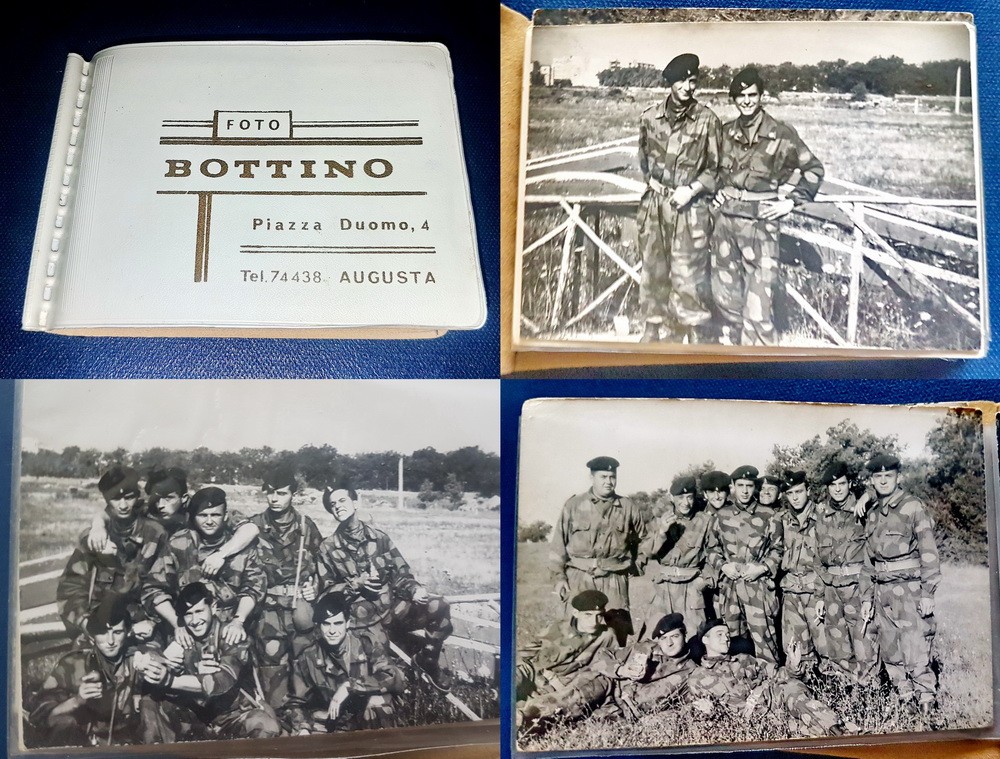 FOTO
BOTTINO
Piazza Duomo, 4
Tel. 74438. AUGUSTA